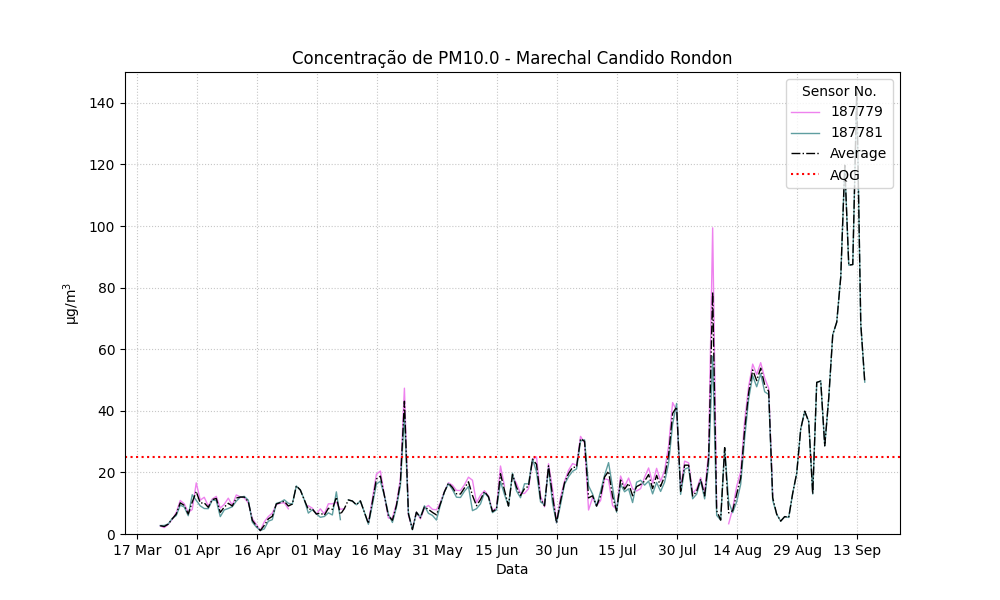 Concentração de PM10.0 - Marechal Candido Rondon
Sensor No.
187779
187781
Average
AQG
µg/m³
140
120
100
80
60
40
20
0
17 Mar 01 Apr 16 Apr 01 May 16 May 31 May 15 Jun 30 Jun 15 Jul 30 Jul 14 Aug 29 Aug 13 Sep
Data